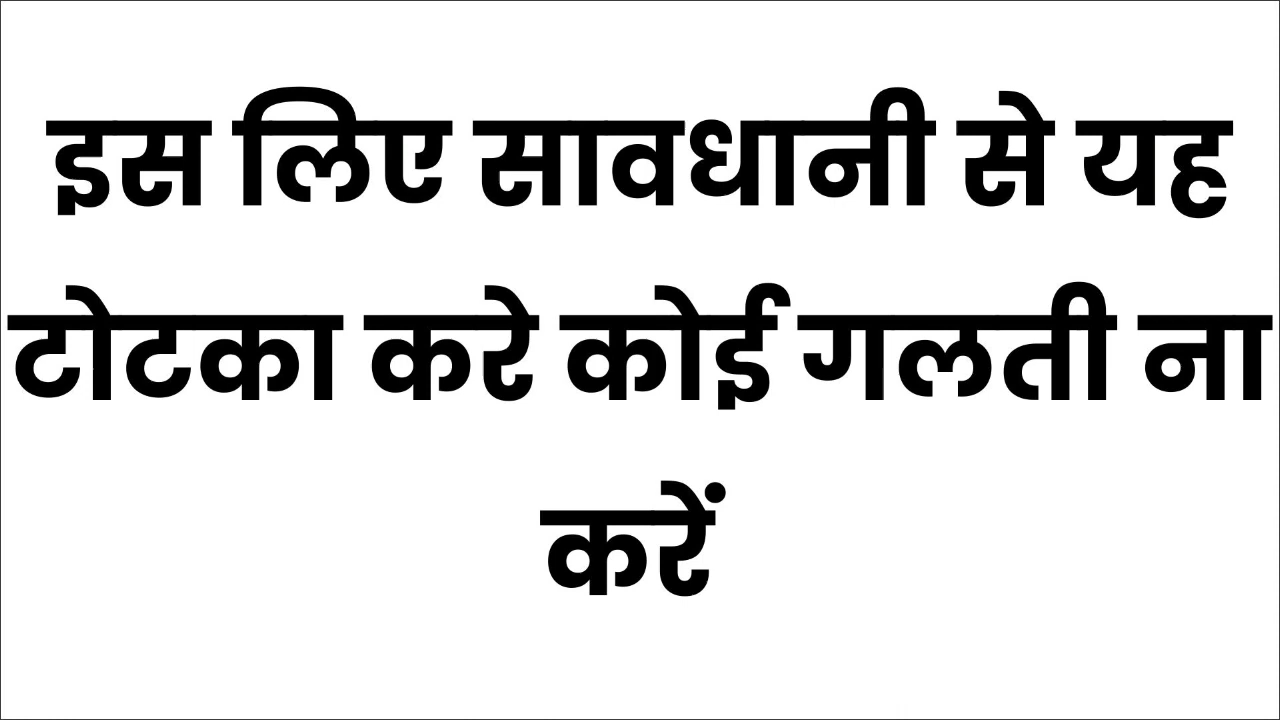 इस लिए सावधानी से यह
टोटका करे कोई गलती ना
करें